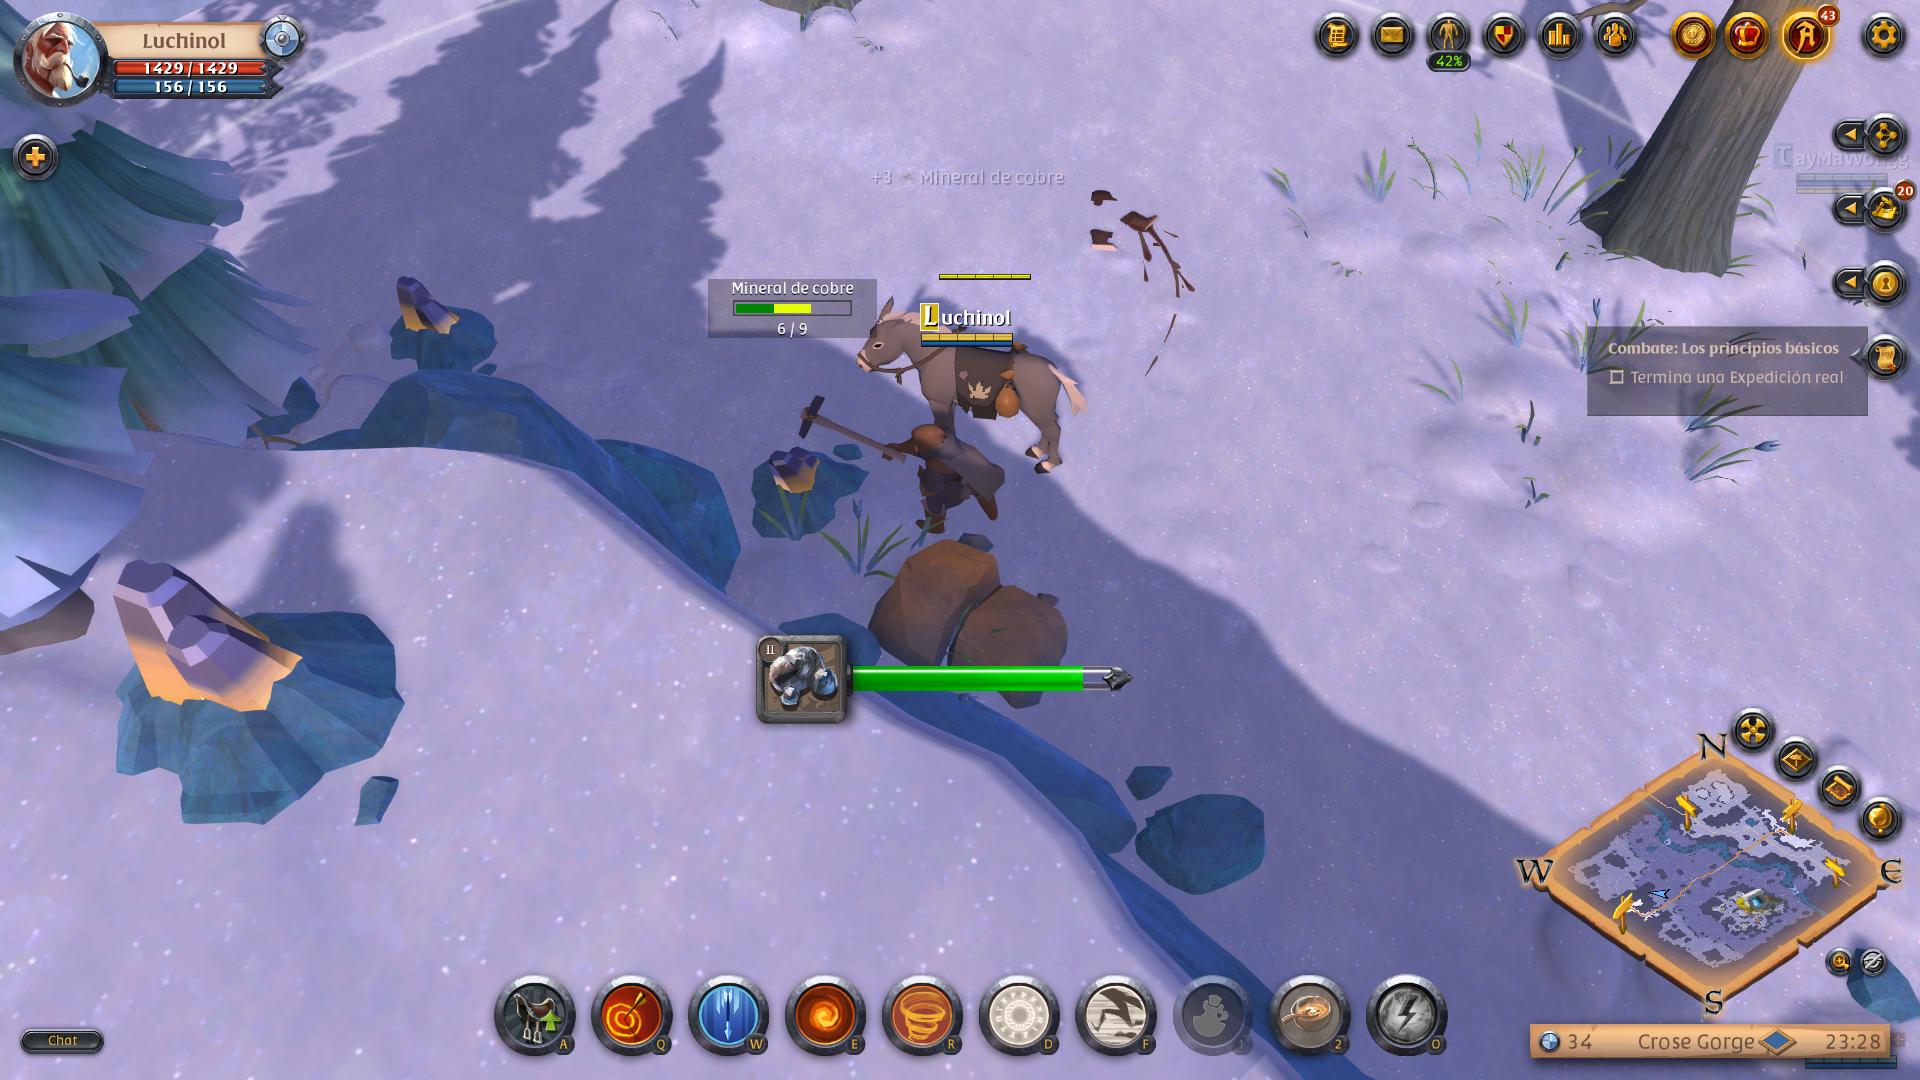 Luchinol
1429 / 1429
156 / 156
42%
43
20
+3 Mineral de cobre
Mineral de cobre
6 / 9
Luchinol
Combate: Los principios básicos
Termina una Expedición real
II
N
W
E
S
A
Q
W
E
R
D
F
1
2
O
Chat
34 Crose Gorge 23:28